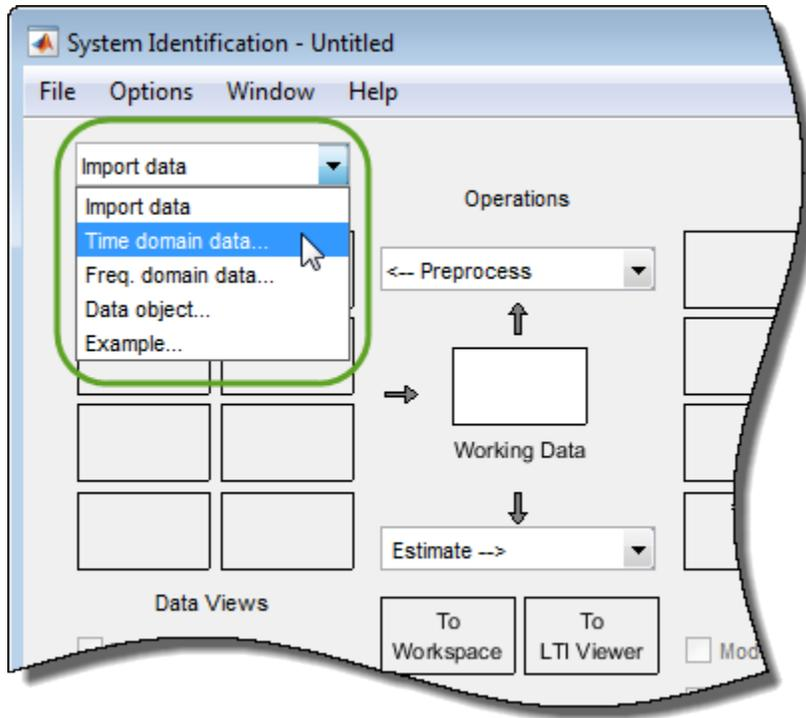 System Identification - Untitled
File Options Window Help
Import data
Import data
Time domain data...
Freq. domain data...
Data object...
Example...
Operations
<-- Preprocess
Working Data
Estimate -->
Data Views
To Workspace
To LTI Viewer